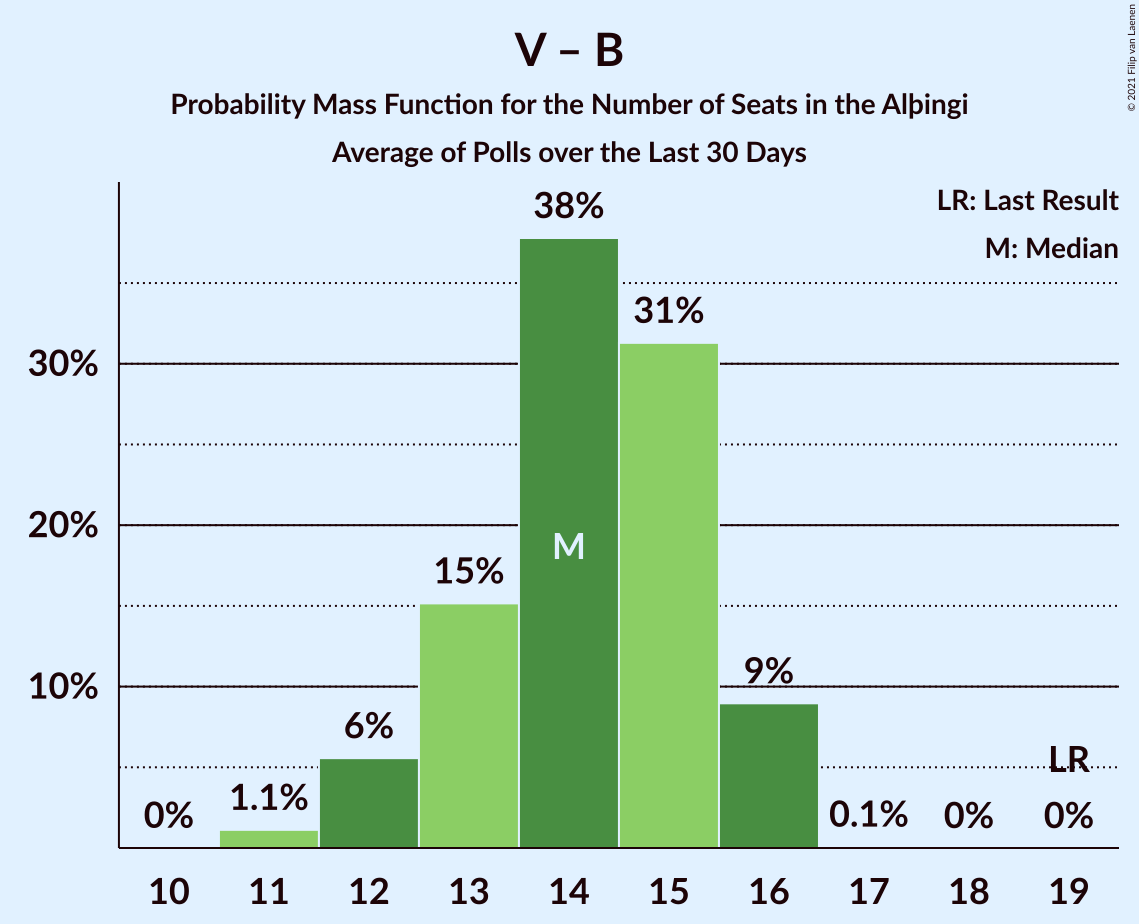 V – B
Probability Mass Function for the Number of Seats in the Alþingi
Average of Polls over the Last 30 Days
© 2021 Filip van Laenen
LR: Last Result
M: Median
38%
31%
30%
20%
M
15%
9%
10%
6%
LR
1.1%
0%
0.1%
0%
0%
10 11 12 13 14 15 16 17 18 19